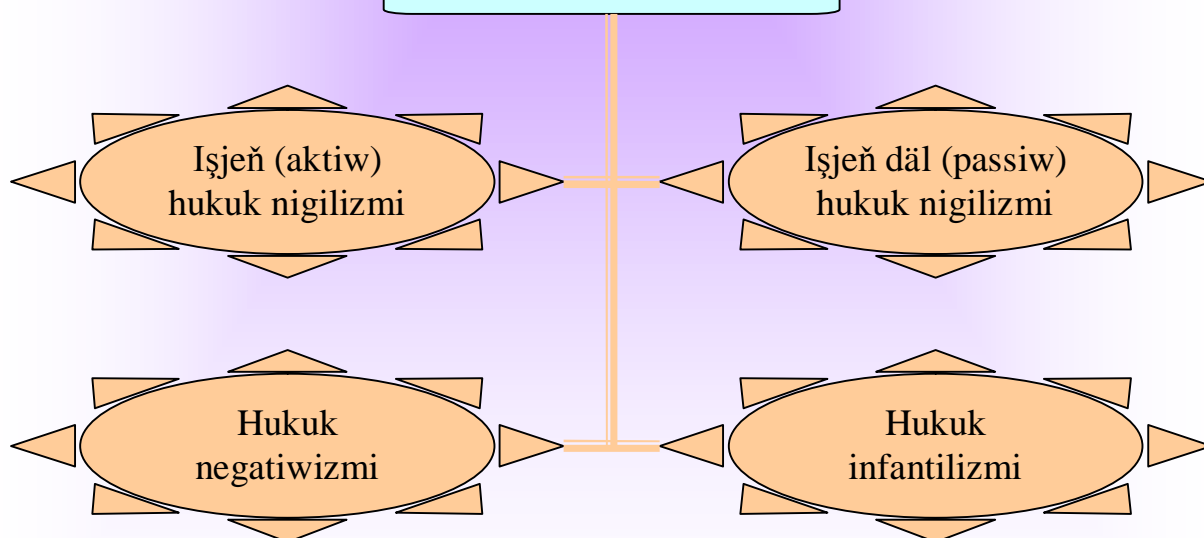 Işjeň (aktiw)
hukuk nigilizmi
Işjeň däl (passiw)
hukuk nigilizmi
Hukuk
negatiwizmi
Hukuk
infantilizmi